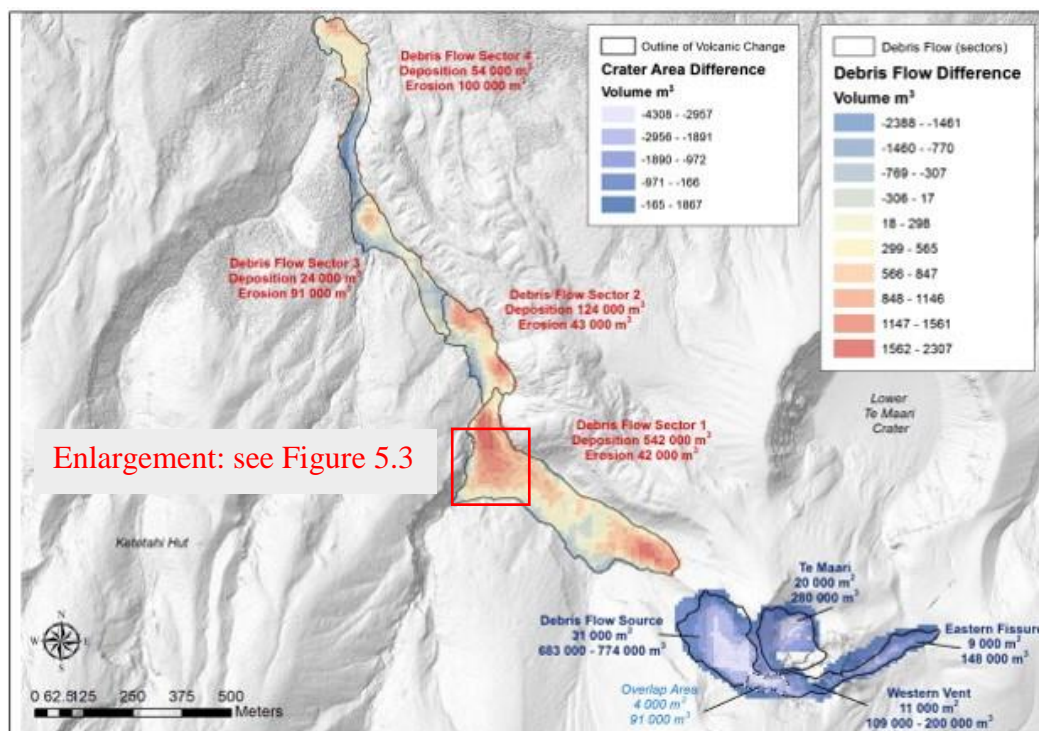 Debris Flow Sector 4
Deposition 54 000 m³
Erosion 100 000 m³
Outline of Volcanic Change
Crater Area Difference
Volume m³
-4308 - -2957
-2956 - -1891
-1890 - -972
-971 - -166
-165 - 1867
Debris Flow (sectors)
Debris Flow Difference
Volume m³
-2388 - -1461
-1460 - -770
-769 - -307
-306 - 17
18 - 298
299 - 565
566 - 847
848 - 1146
1147 - 1561
1562 - 2307
Debris Flow Sector 3
Deposition 24 000 m³
Erosion 91 000 m³
Debris Flow Sector 2
Deposition 124 000 m³
Erosion 43 000 m³
Lower
Te Maari
Crater
Debris Flow Sector 1
Deposition 542 000 m³
Erosion 42 000 m³
Enlargement: see Figure 5.3
Ketetahi Hut
Te Maari
20 000 m²
280 000 m³
Debris Flow Source
31 000 m²
683 000 - 774 000 m³
Eastern Fissure
9 000 m²
148 000 m³
Overlap Area
4 000 m²
91 000 m³
Western Vent
11 000 m²
109 000 - 200 000 m³
N
W E
S
0 62.5125 250 375 500
Meters